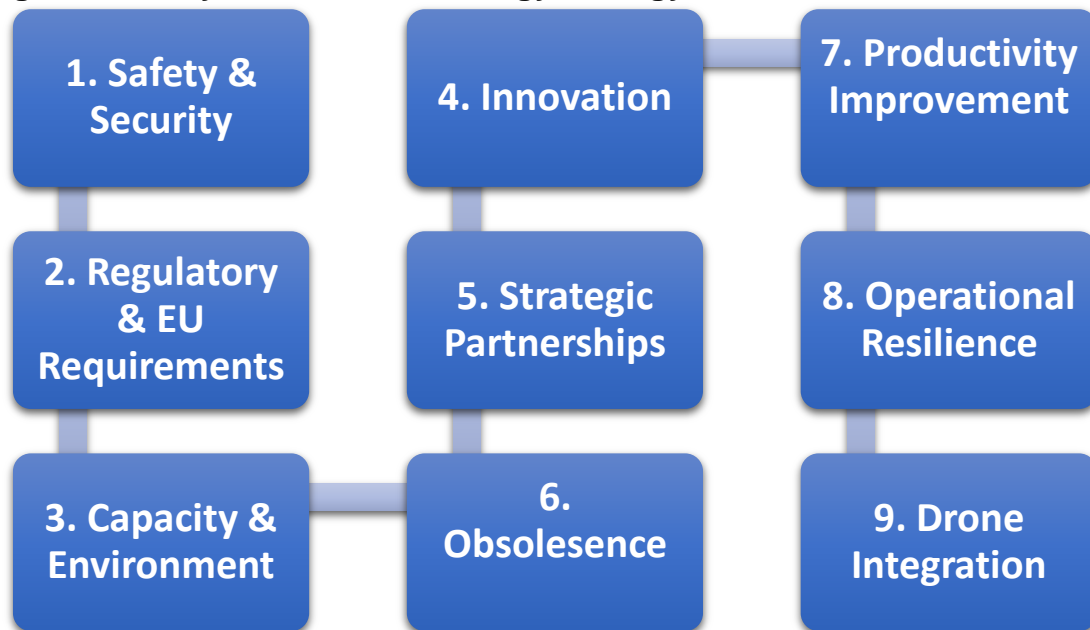 1. Safety &
Security
2. Regulatory
& EU
Requirements
3. Capacity &
Environment
4. Innovation
5. Strategic
Partnerships
6.
Obsolesence
7. Productivity
Improvement
8. Operational
Resilience
9. Drone
Integration